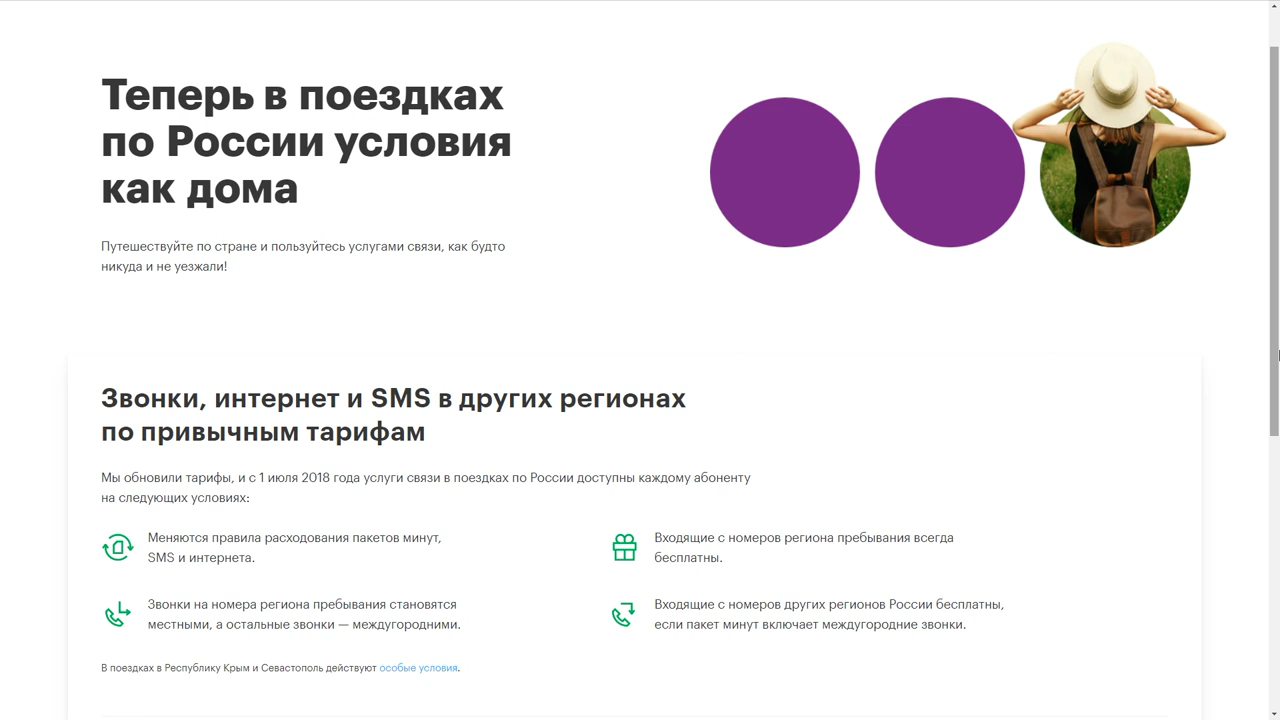 Теперь в поездках
по России условия
как дома
Путешествуйте по стране и пользуйтесь услугами связи, как будто
никуда и не уезжали!
Звонки, интернет и SMS в других регионах
по привычным тарифам
Мы обновили тарифы, и с 1 июля 2018 года услуги связи в поездках по России доступны каждому абоненту
на следующих условиях:
Меняются правила расходования пакетов минут,
SMS и интернета.
Входящие с номеров региона пребывания всегда
бесплатны.
Звонки на номера региона пребывания становятся
местными, а остальные звонки — междугородними.
Входящие с номеров других регионов России бесплатны,
если пакет минут включает междугородние звонки.
В поездках в Республику Крым и Севастополь действуют особые условия.